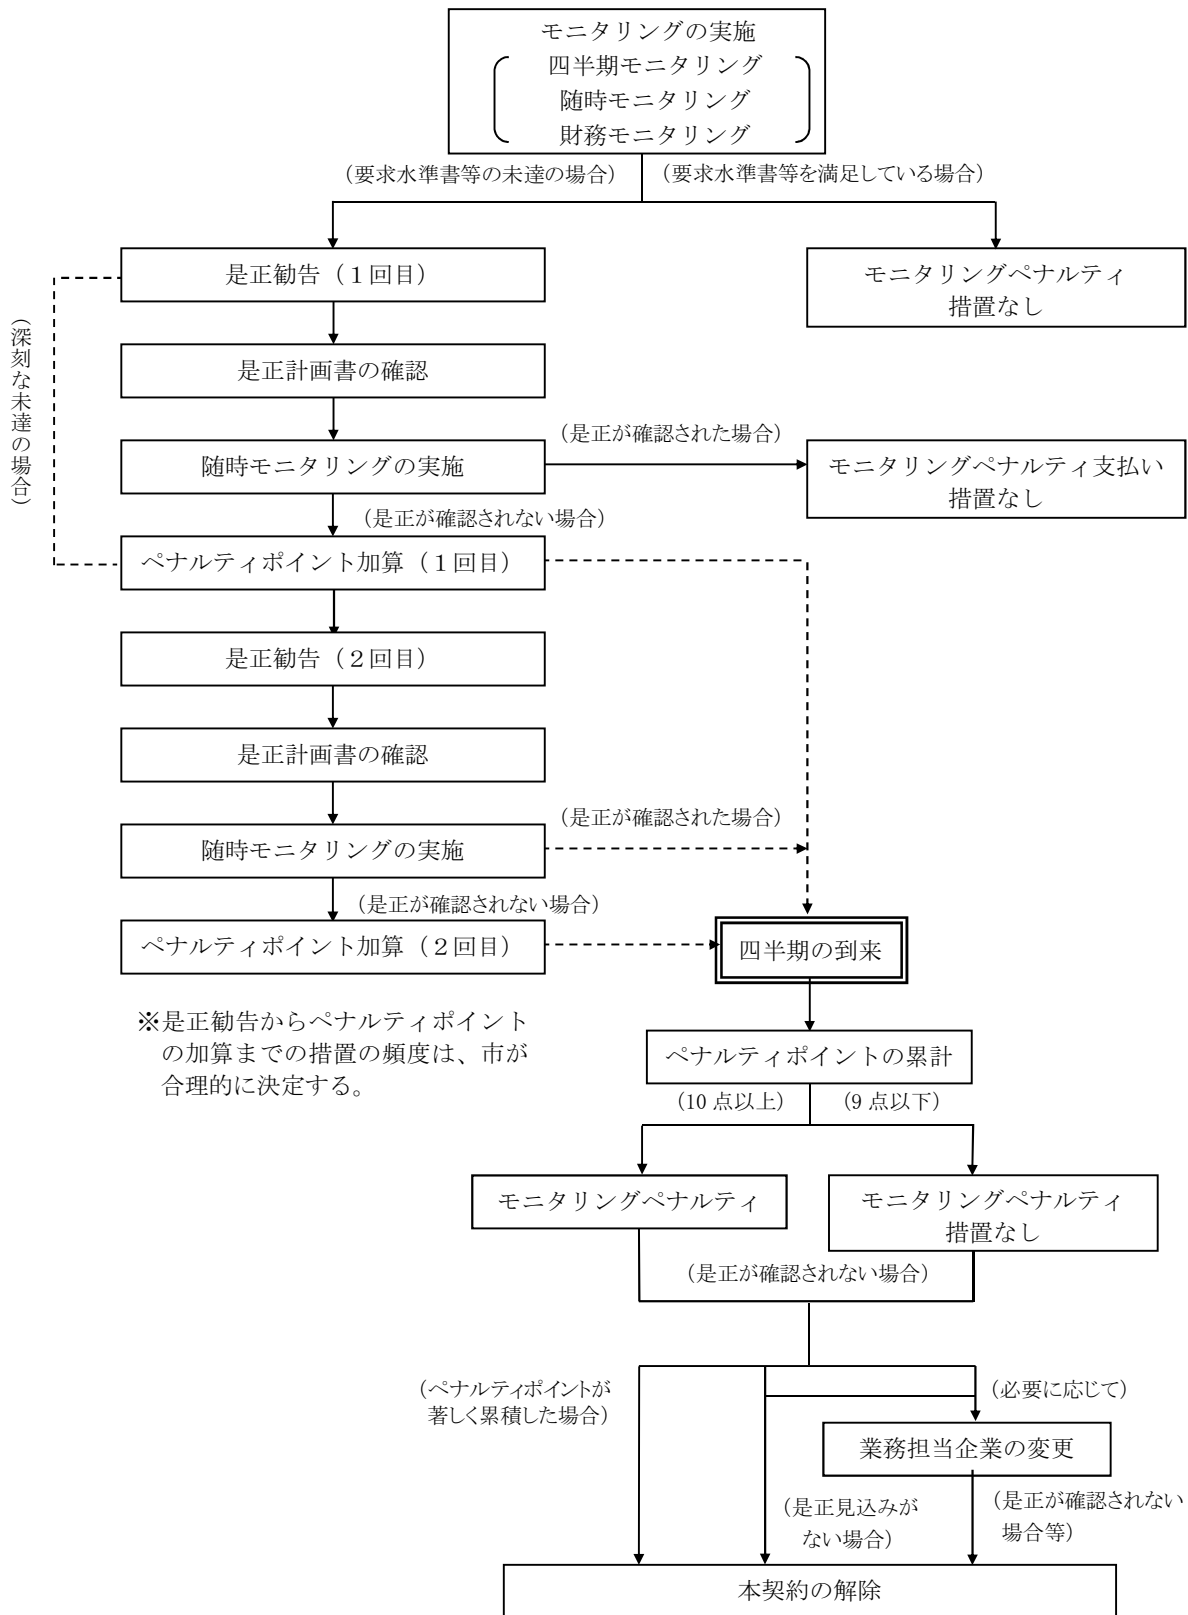 モニタリングの実施
四半期モニタリング
随時モニタリング
財務モニタリング
（要求水準書等の未達の場合）
（要求水準書等を満足している場合）
是正勧告（１回目）
モニタリングペナルティ
措置なし
（深刻な未達の場合）
是正計画書の確認
（是正が確認された場合）
随時モニタリングの実施
モニタリングペナルティ支払い
措置なし
（是正が確認されない場合）
ペナルティポイント加算（１回目）
是正勧告（２回目）
是正計画書の確認
（是正が確認された場合）
随時モニタリングの実施
（是正が確認されない場合）
ペナルティポイント加算（２回目）
四半期の到来
※是正勧告からペナルティポイント
の加算までの措置の頻度は、市が
合理的に決定する。
ペナルティポイントの累計
（10 点以上）
（9 点以下）
モニタリングペナルティ
モニタリングペナルティ
措置なし
（是正が確認されない場合）
（ペナルティポイントが
著しく累積した場合）
（必要に応じて）
業務担当企業の変更
（是正見込みが
ない場合）
（是正が確認されない
場合等）
本契約の解除